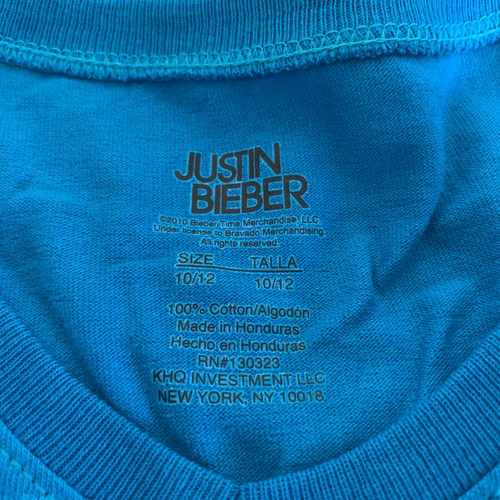 JUSTIN
BIEBER
©2010 Bieber Time Merchandise, LLC
Under license to Bravado Merchandising.
All rights reserved.
SIZE TALLA
10/12 10/12
100% Cotton/Algodón
Made in Honduras
Hecho en Honduras
RN#130323
KHQ INVESTMENT LLC
NEW YORK, NY 10018